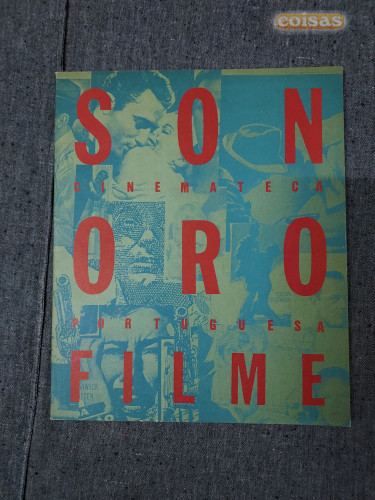 coisas
SON
CINEMATECA
ORO
PORTUGUESA
FILME